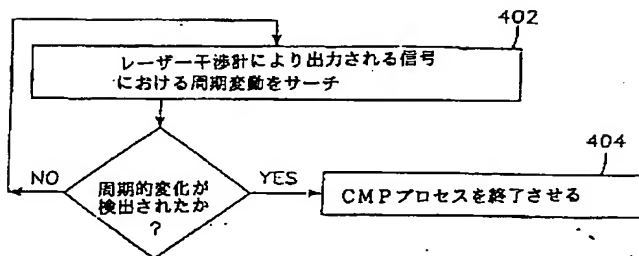 402
レーザー干渉計により出力される信号
における周期変動をサーチ
404
NO
周期的変化が
検出されたか
?
YES
CMPプロセスを終了させる